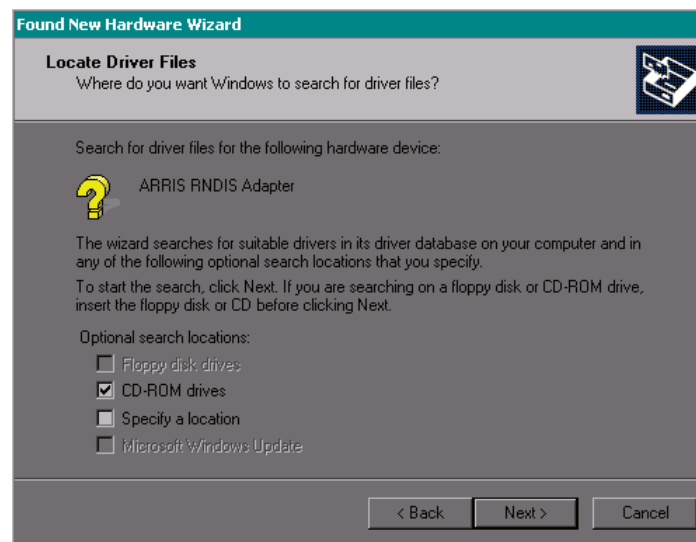 Found New Hardware Wizard
Locate Driver Files
Where do you want Windows to search for driver files?
Search for driver files for the following hardware device:
ARRIS RNDIS Adapter
The wizard searches for suitable drivers in its driver database on your computer and in
any of the following optional search locations that you specify.
To start the search, click Next. If you are searching on a floppy disk or CD-ROM drive,
insert the floppy disk or CD before clicking Next.
Optional search locations:
Floppy disk drives
CD-ROM drives
Specify a location
Microsoft Windows Update
< Back Next > Cancel